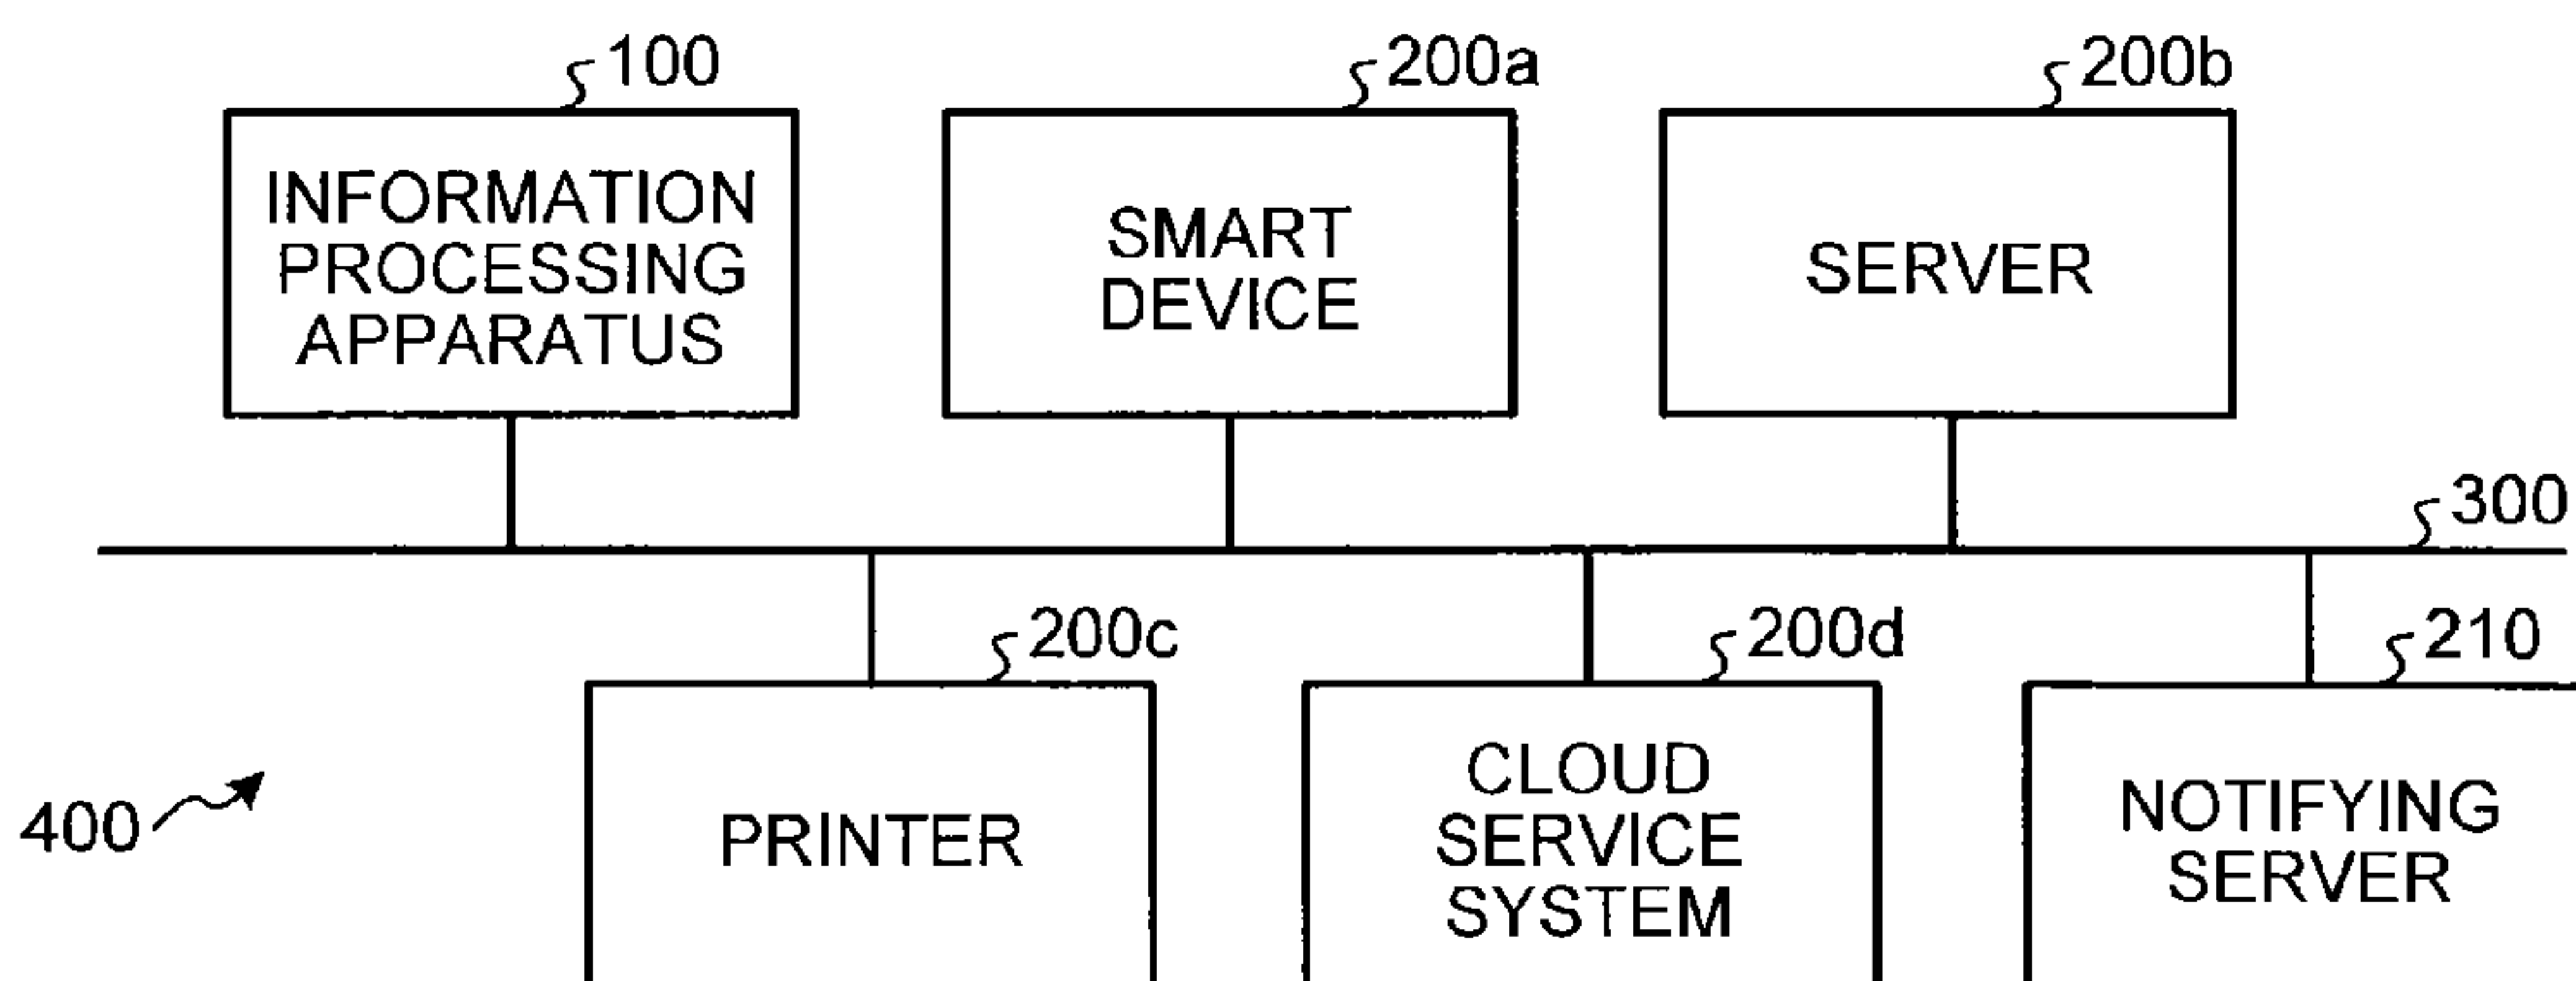 100
INFORMATION
PROCESSING
APPARATUS
200a
SMART
DEVICE
200b
SERVER
300
200c
PRINTER
200d
CLOUD
SERVICE
SYSTEM
210
NOTIFYING
SERVER
400